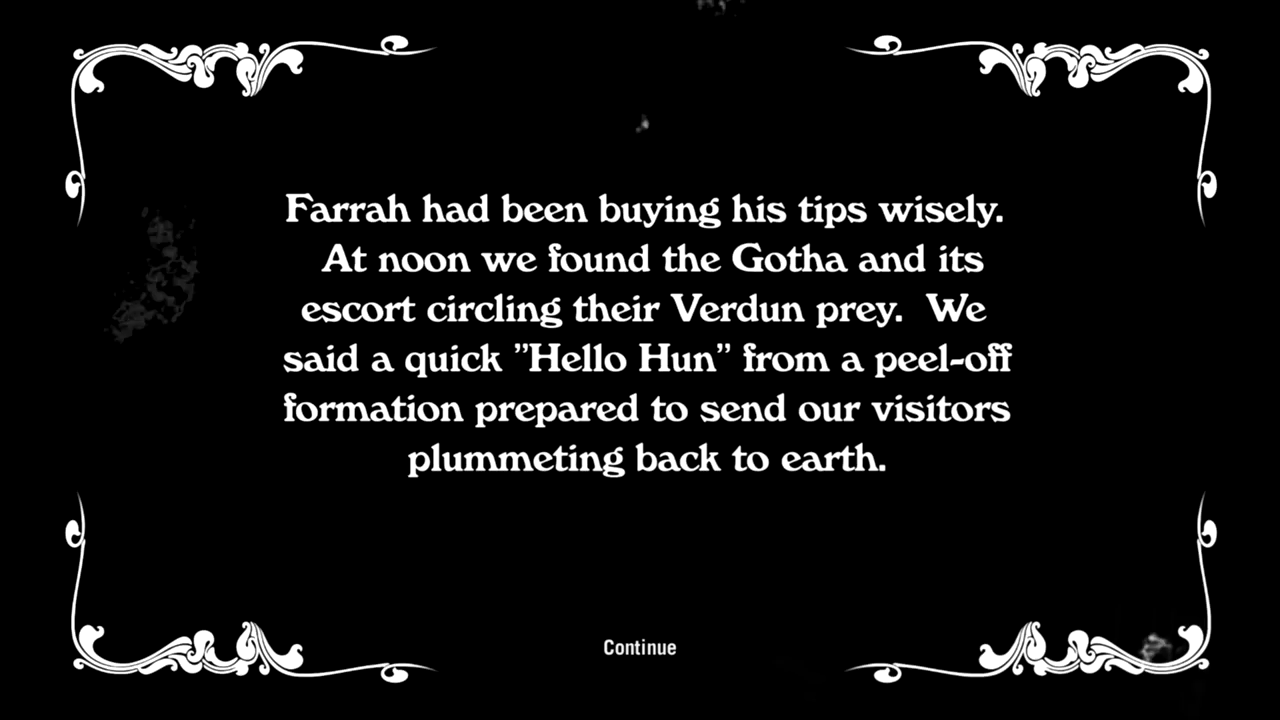 Farrah had been buying his tips wisely.
At noon we found the Gotha and its
escort circling their Verdun prey.  We
said a quick "Hello Hun" from a peel-off
formation prepared to send our visitors
plummeting back to earth.
Continue